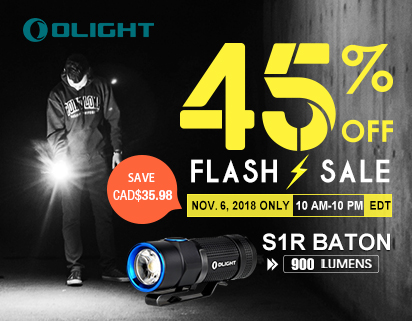 OLIGHT
45% OFF
FLASH SALE
SAVE
CAD$35.98
NOV. 6, 2018 ONLY 10 AM-10 PM EDT
S1R BATON
900 LUMENS
OLIGHT